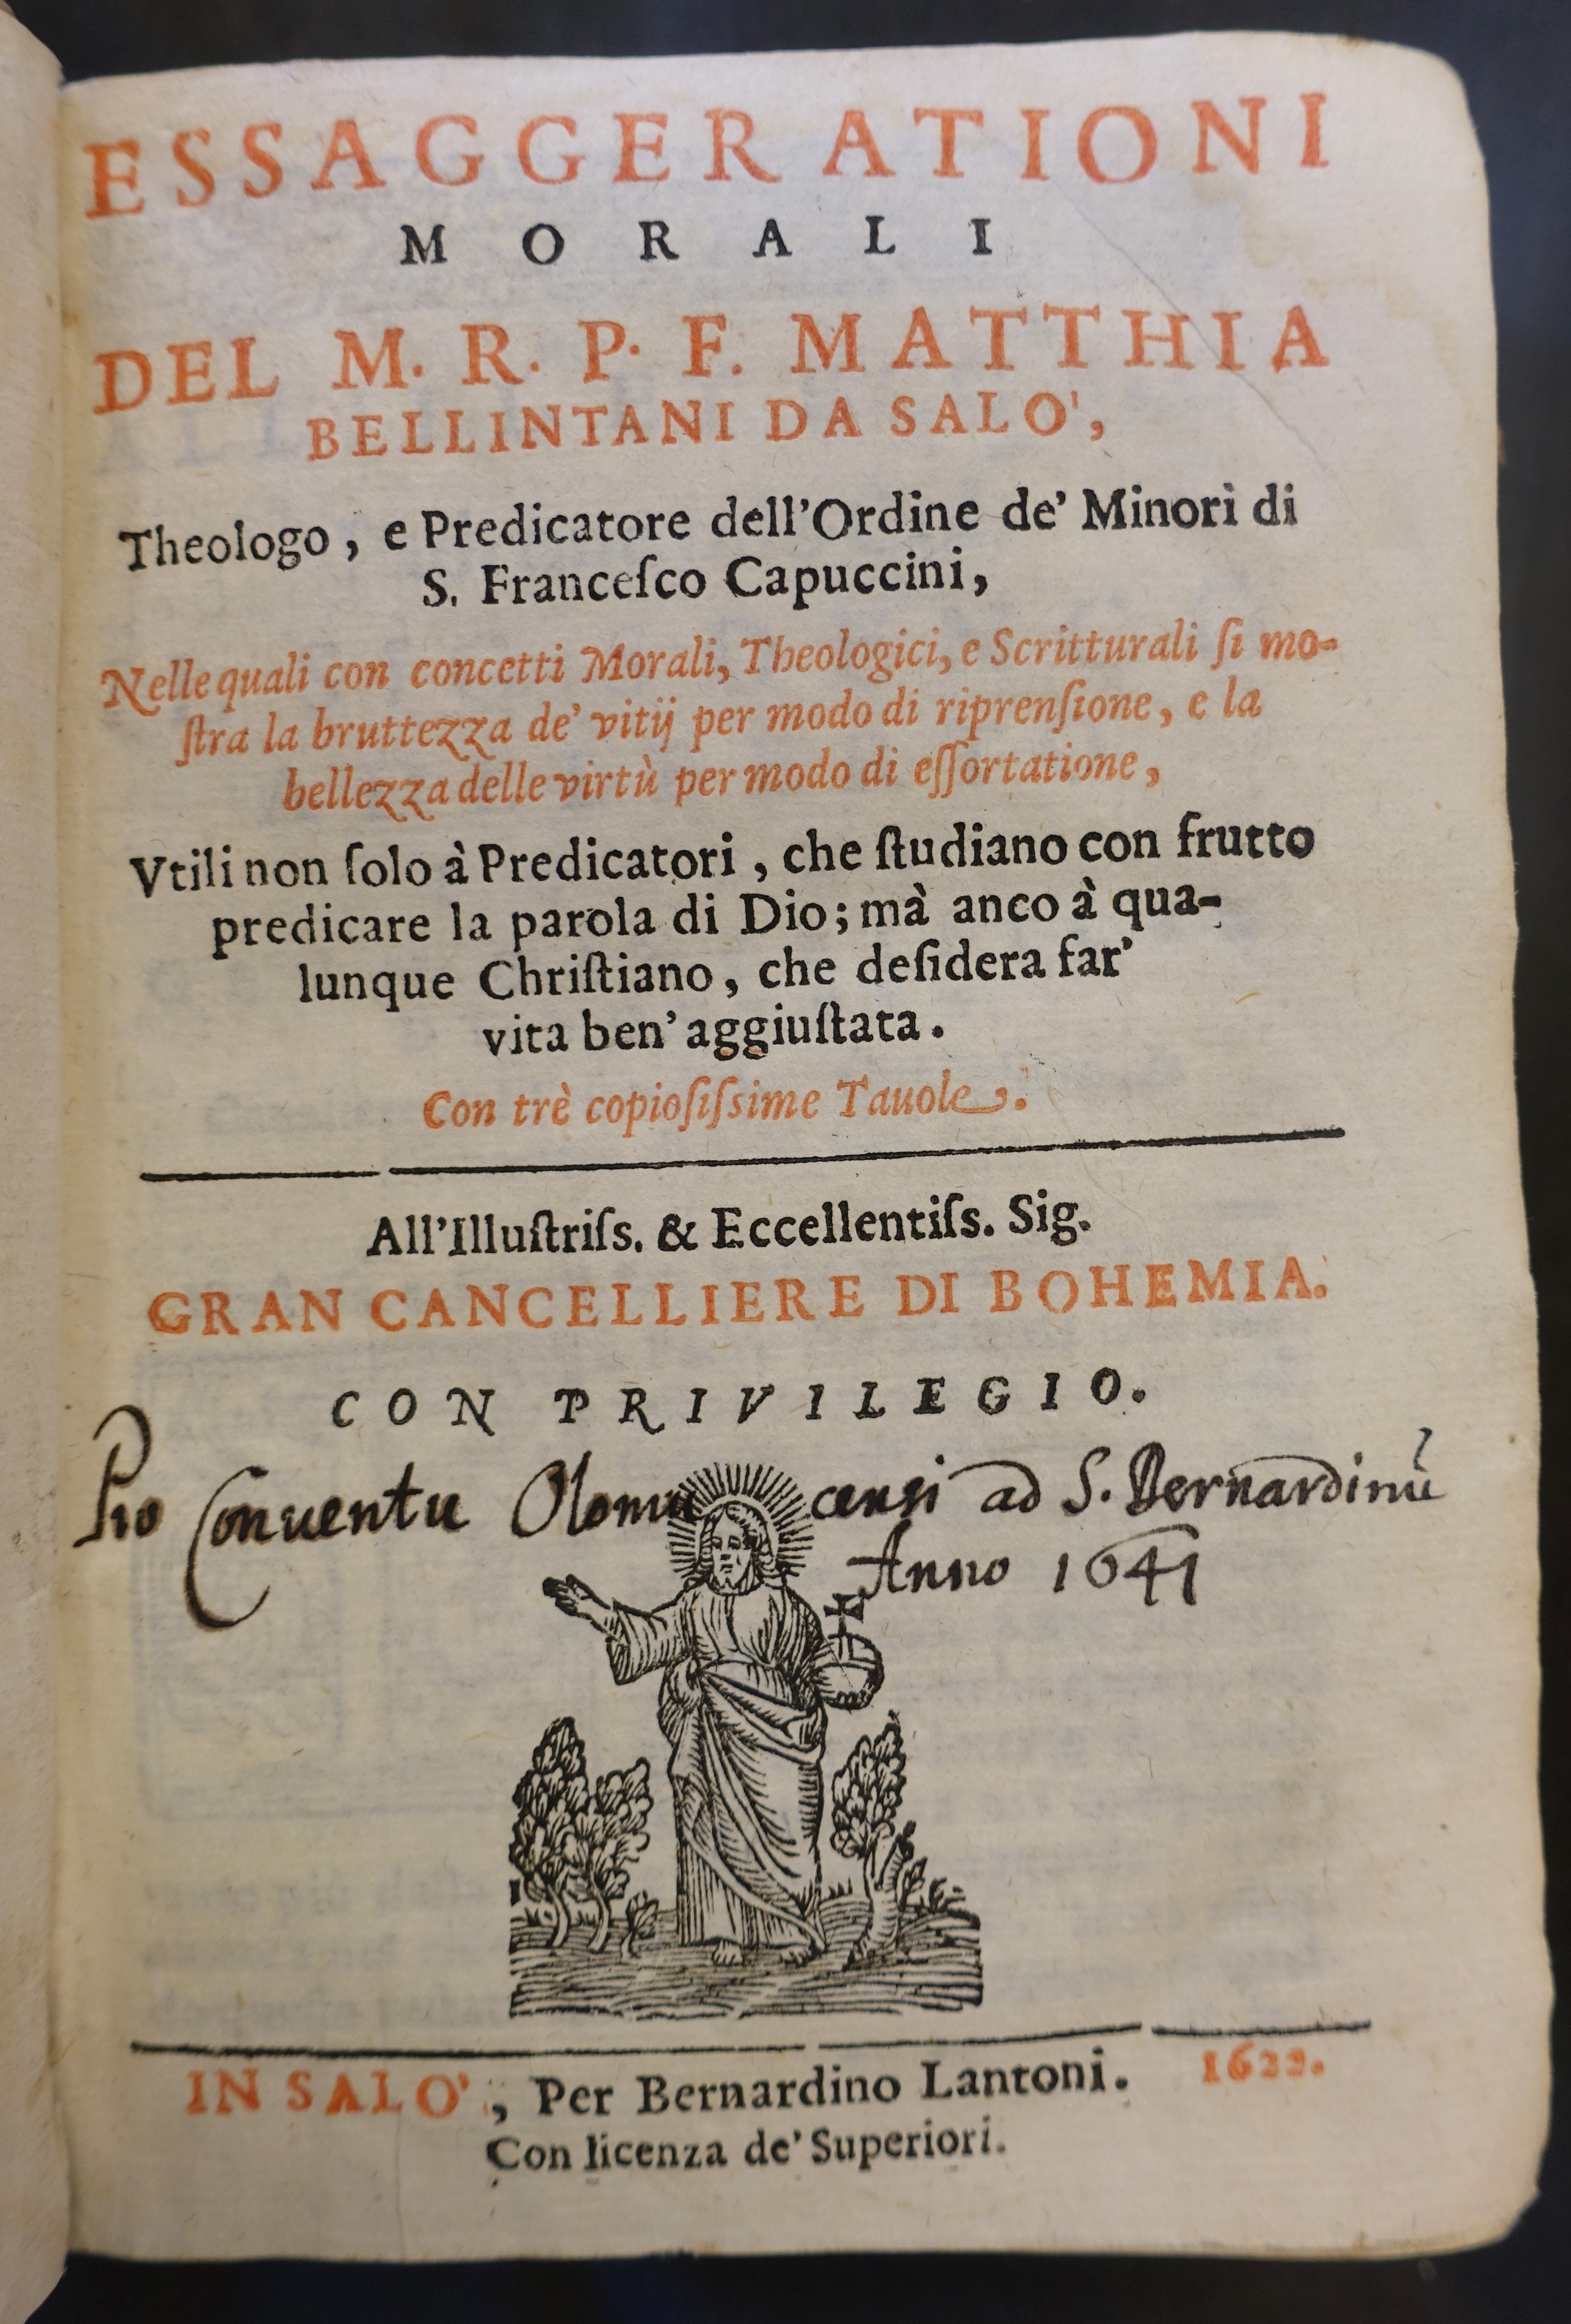 ESSAGGERATIONI
MORALI
DEL M. R. P. F. MATTHIA
BELLINTANI DA SALO',
Theologo, e Predicatore dell'Ordine de' Minori di
S. Franceſco Capuccini,
Nelle quali con concetti Morali, Theologici, e Scritturali ſi mo-
ſtra la bruttezza de' vitij per modo di riprenſione, e la
bellezza delle virtù per modo di eſſortatione,
Vtili non ſolo à Predicatori, che ſtudiano con frutto
predicare la parola di Dio; mà anco à qua-
lunque Chriſtiano, che deſidera far'
vita ben' aggiuſtata.
Con trè copioſiſsime Tauole.
All'Illuſtriſs. & Eccellentiſs. Sig.
GRAN CANCELLIERE DI BOHEMIA.
CON PRIVILEGIO.
Pro Conuentu Olomucensi ad S. Bernardinū
Anno 1641
IN SALO', Per Bernardino Lantoni. 1622.
Con licenza de' Superiori.